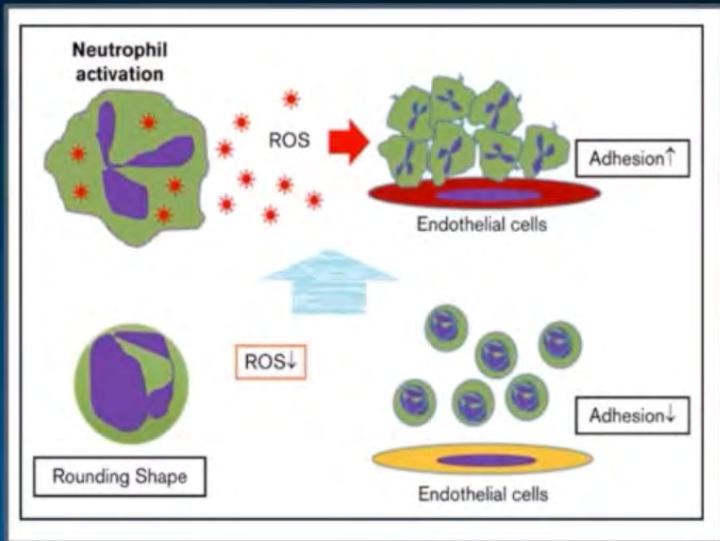 Neutrophil
activation
ROS
Adhesion↑
Endothelial cells
ROS↓
Adhesion↓
Rounding Shape
Endothelial cells